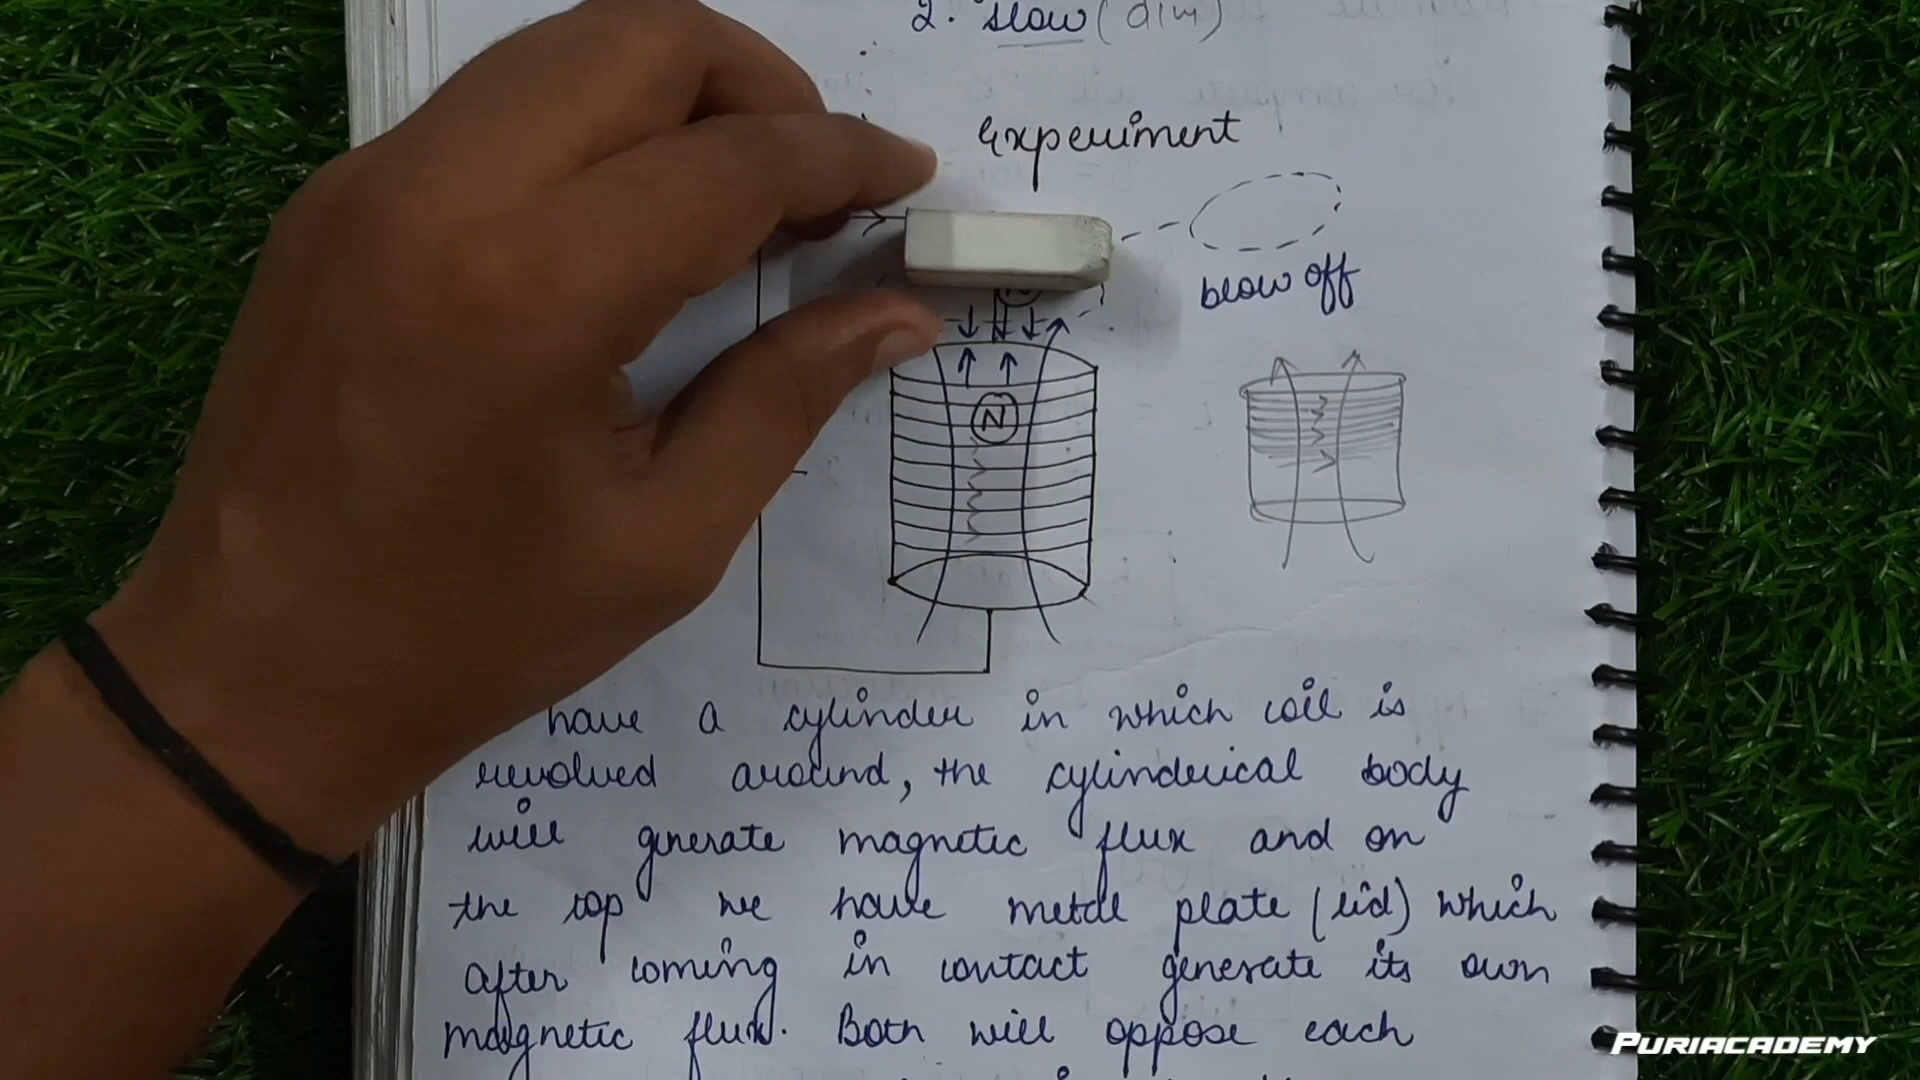 2. slow (dim)
Experiment
blow off
N
N
have a cylinder in which coil is
revolved around, the cylinderical body
will generate magnetic flux and on
the top we have metal plate (lid) which
after coming in contact generate its own
magnetic flux. Both will oppose each
PURIACADEMY